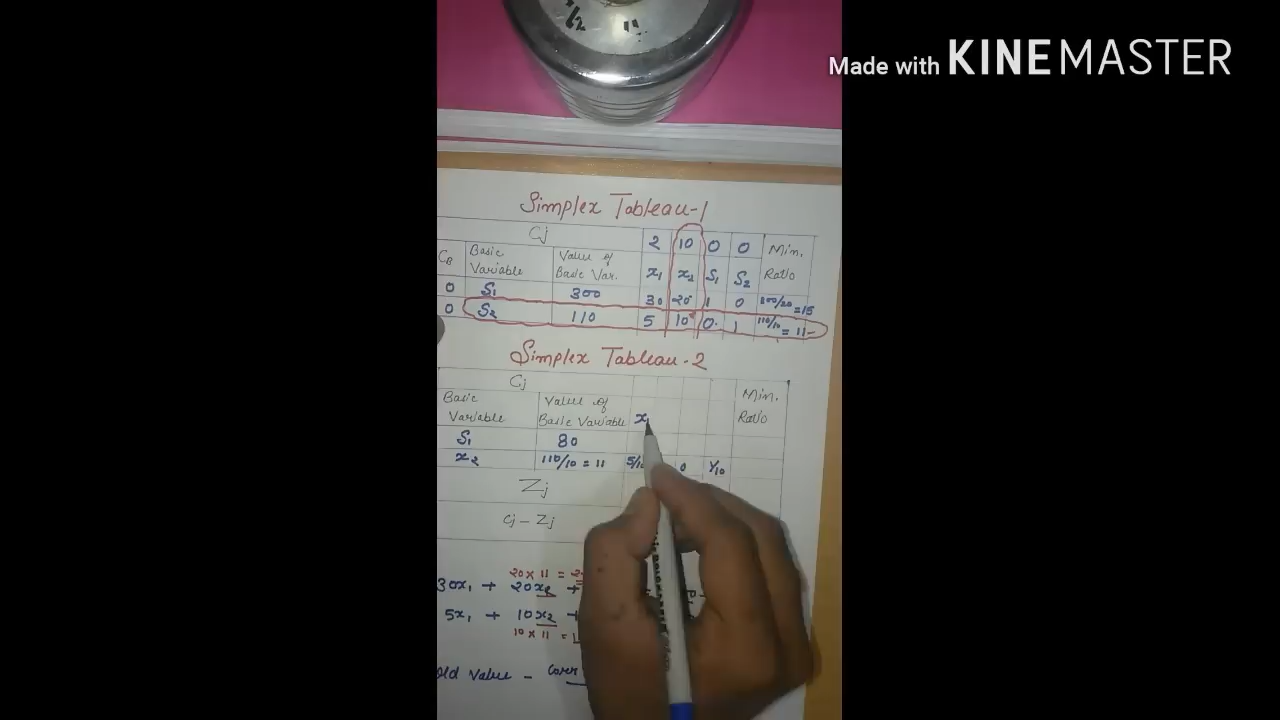 Made with KINEMASTER
Simplex Tableau-1
Cj 2 10 0 0 Min. Ratio
CB Basic Variable Value of Basic Var. x1 x2 S1 S2
0 S1 300 30 20 1 0 300/20 = 15
0 S2 110 5 10 0 1 110/10 = 11
Simplex Tableau-2
Cj Min. Ratio
Basic Variable Value of Basic Variable x1
S1 80
x2 110/10 = 11 5/10 0 1/10
Zj
Cj - Zj
20 x 11 =
30x1 + 20x2 +
5x1 + 10x2 +
10 x 11 =
old Value -